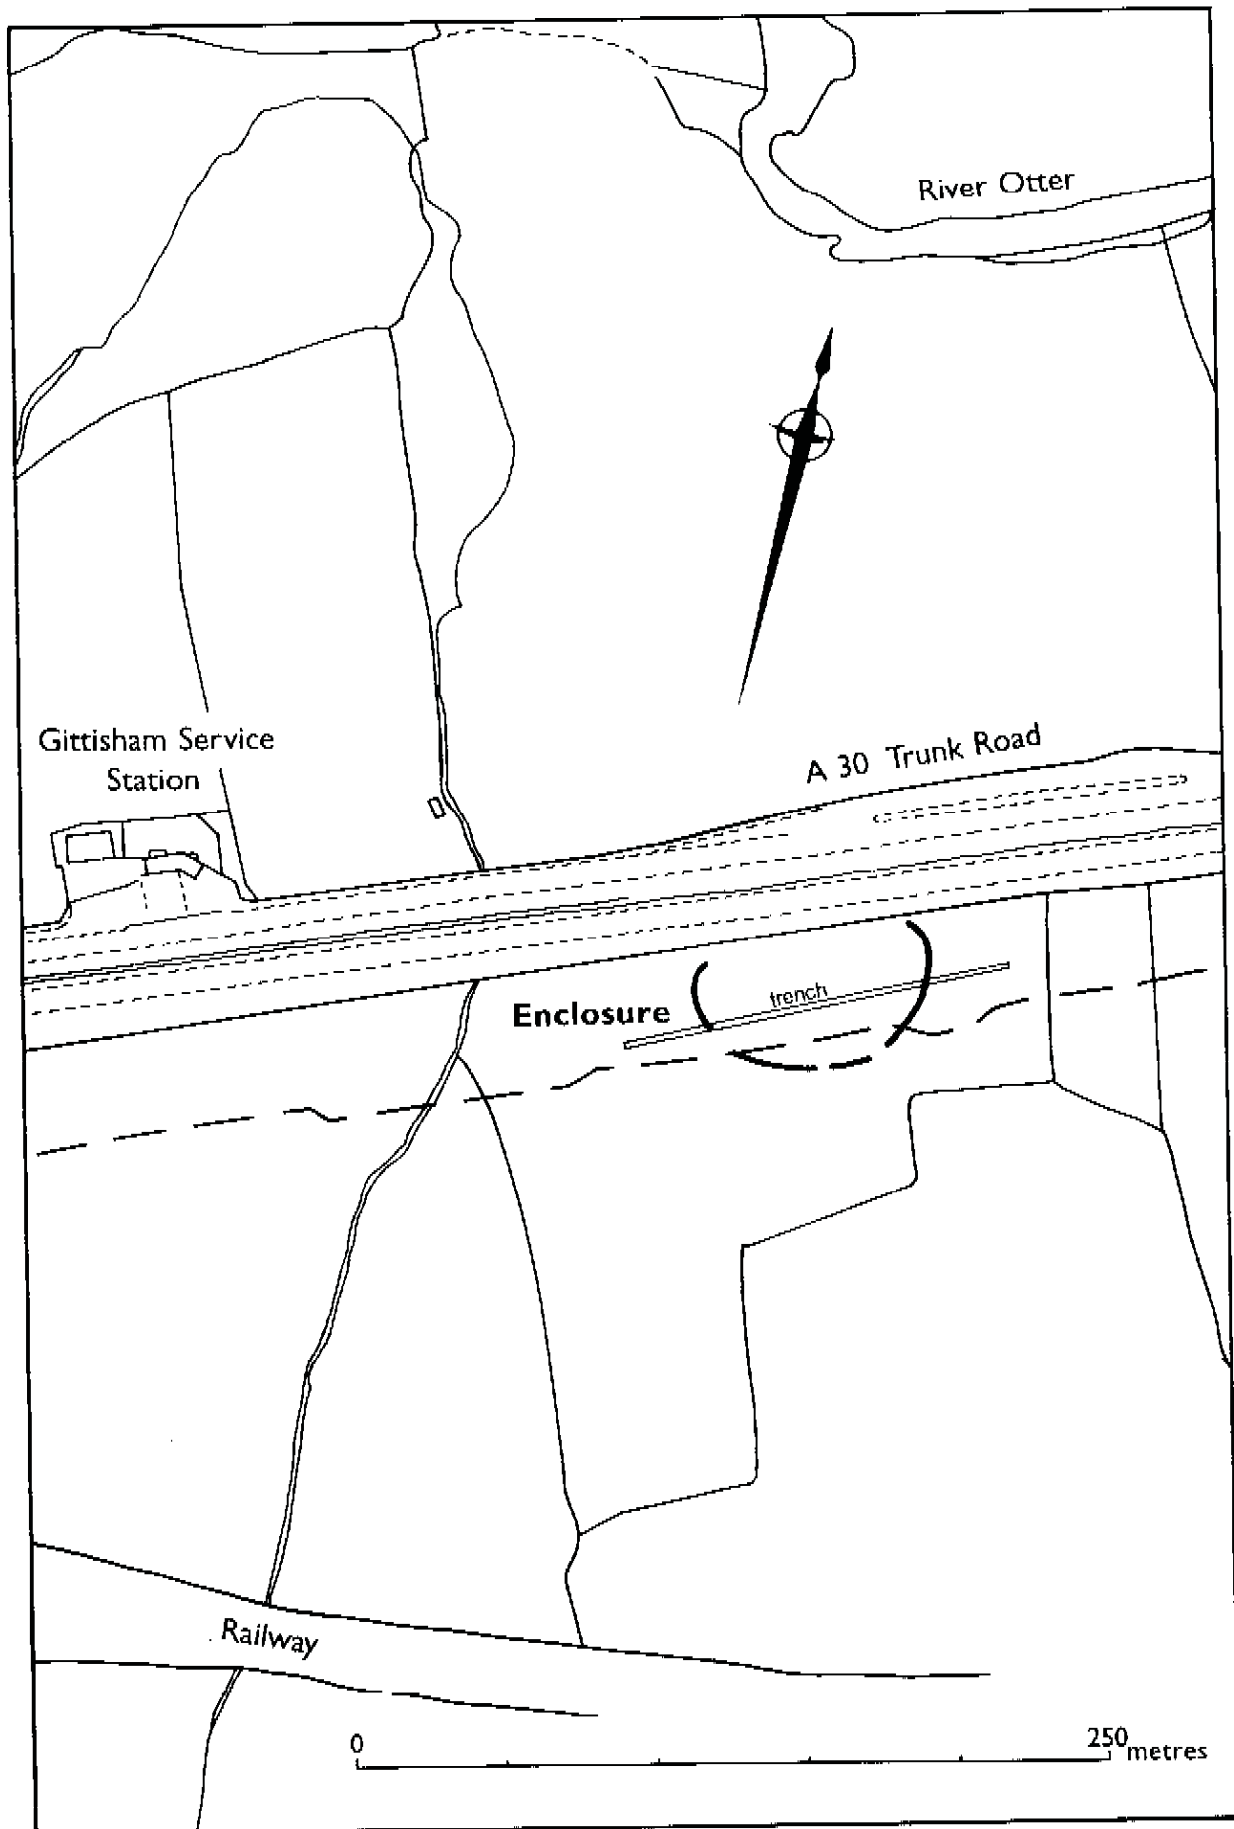 River Otter
Gittisham Service
Station
A 30 Trunk Road
Enclosure
trench
Railway
0
250 metres